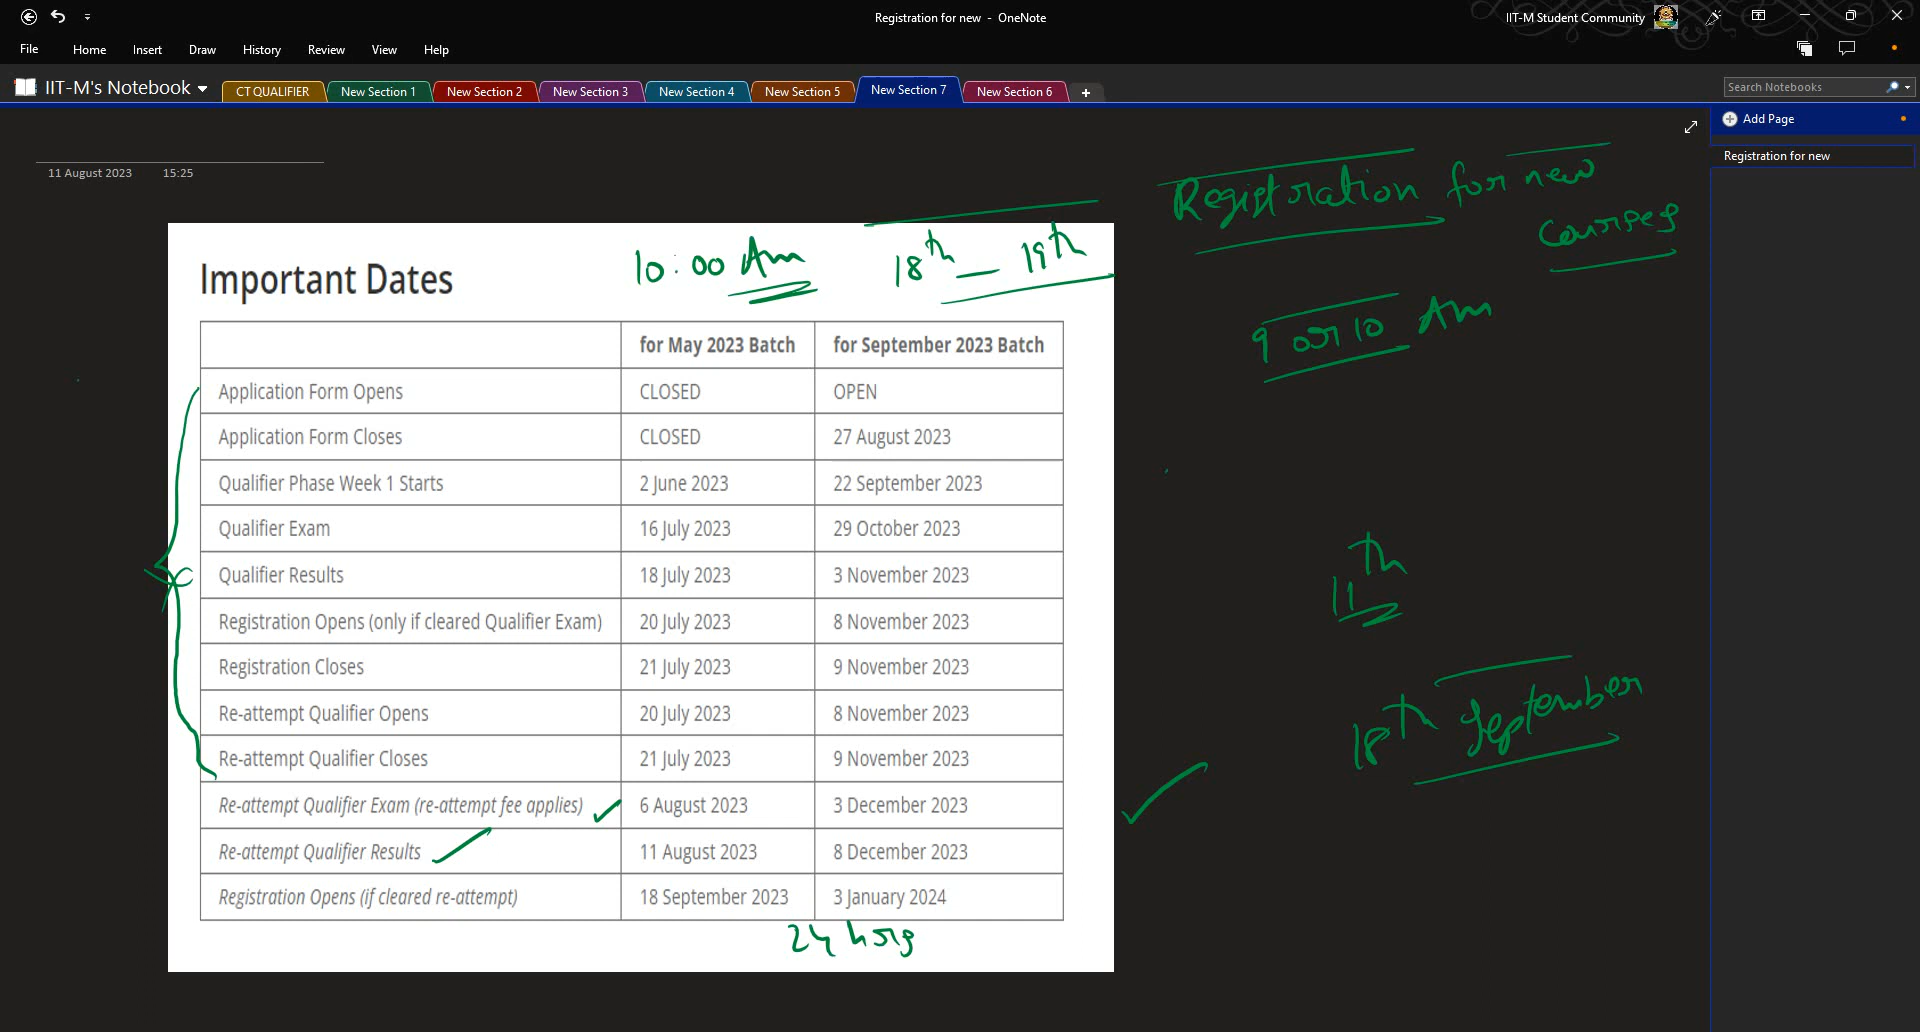 Registration for new - OneNote
IIT-M Student Community
File Home Insert Draw History Review View Help
IIT-M's Notebook
CT QUALIFIER New Section 1 New Section 2 New Section 3 New Section 4 New Section 5 New Section 7 New Section 6
Search Notebooks
Add Page
Registration for new
11 August 2023 15:25
Registration for new
courses
10:00 Am 18th - 19th
9 or 10 Am
Important Dates
for May 2023 Batch for September 2023 Batch
Application Form Opens CLOSED OPEN
Application Form Closes CLOSED 27 August 2023
Qualifier Phase Week 1 Starts 2 June 2023 22 September 2023
Qualifier Exam 16 July 2023 29 October 2023
Qualifier Results 18 July 2023 3 November 2023
Registration Opens (only if cleared Qualifier Exam) 20 July 2023 8 November 2023
Registration Closes 21 July 2023 9 November 2023
Re-attempt Qualifier Opens 20 July 2023 8 November 2023
Re-attempt Qualifier Closes 21 July 2023 9 November 2023
Re-attempt Qualifier Exam (re-attempt fee applies) 6 August 2023 3 December 2023
Re-attempt Qualifier Results 11 August 2023 8 December 2023
Registration Opens (if cleared re-attempt) 18 September 2023 3 January 2024
24 hrs
11th
18th September